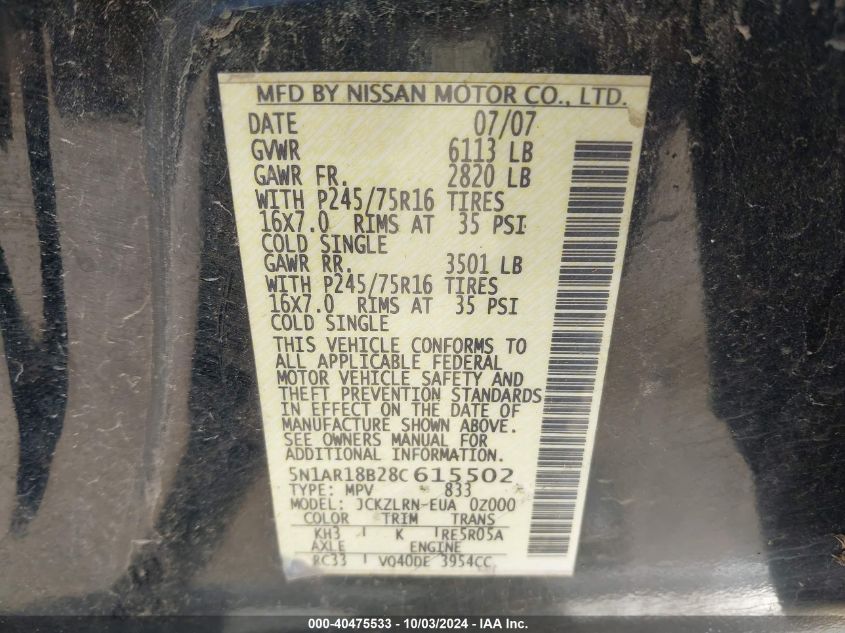 MFD BY NISSAN MOTOR CO., LTD.
DATE 07/07
GVWR 6113 LB
GAWR FR. 2820 LB
WITH P245/75R16 TIRES
16X7.0 RIMS AT 35 PSI
COLD SINGLE
GAWR RR. 3501 LB
WITH P245/75R16 TIRES
16X7.0 RIMS AT 35 PSI
COLD SINGLE
THIS VEHICLE CONFORMS TO
ALL APPLICABLE FEDERAL
MOTOR VEHICLE SAFETY AND
THEFT PREVENTION STANDARDS
IN EFFECT ON THE DATE OF
MANUFACTURE SHOWN ABOVE.
SEE OWNERS MANUAL FOR
ADDITIONAL INFORMATION.
5N1AR18B28C615502
TYPE: MPV 833
MODEL: JCKZLRN-EUA 0Z000
COLOR TRIM TRANS
KH3 K RE5R05A
AXLE ENGINE
RC33 VQ40DE 3954CC
000-40475533 - 10/03/2024 - IAA Inc.